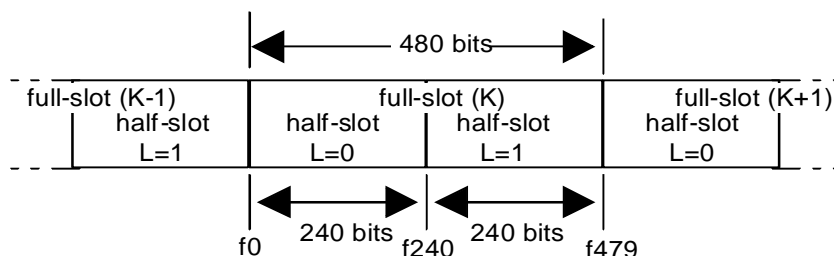 480 bits
full-slot (K-1) full-slot (K) full-slot (K+1)
half-slot half-slot half-slot half-slot
L=1 L=0 L=1 L=0
240 bits 240 bits
f0 f240 f479